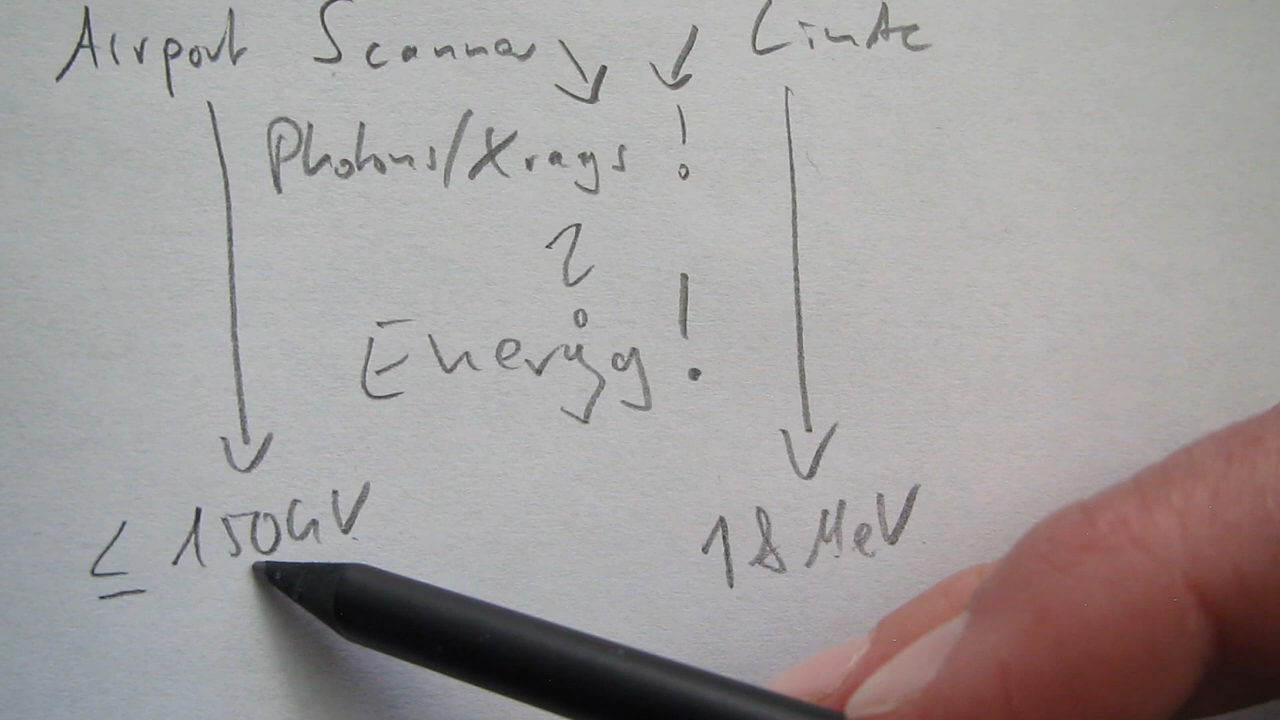 Airport Scanner ↘ ↙ LinAc
Photons/Xrays !
?
Energy !
≤ 150kV 18 MeV